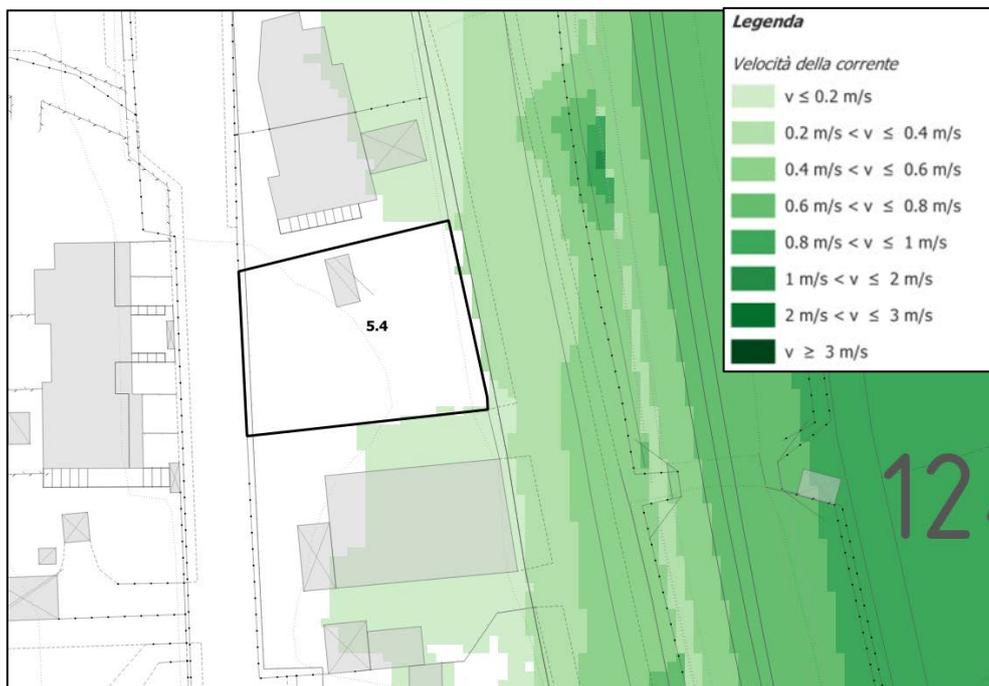 Legenda
Velocità della corrente
v ≤ 0.2 m/s
0.2 m/s < v ≤ 0.4 m/s
0.4 m/s < v ≤ 0.6 m/s
0.6 m/s < v ≤ 0.8 m/s
0.8 m/s < v ≤ 1 m/s
1 m/s < v ≤ 2 m/s
2 m/s < v ≤ 3 m/s
v ≥ 3 m/s
5.4
12